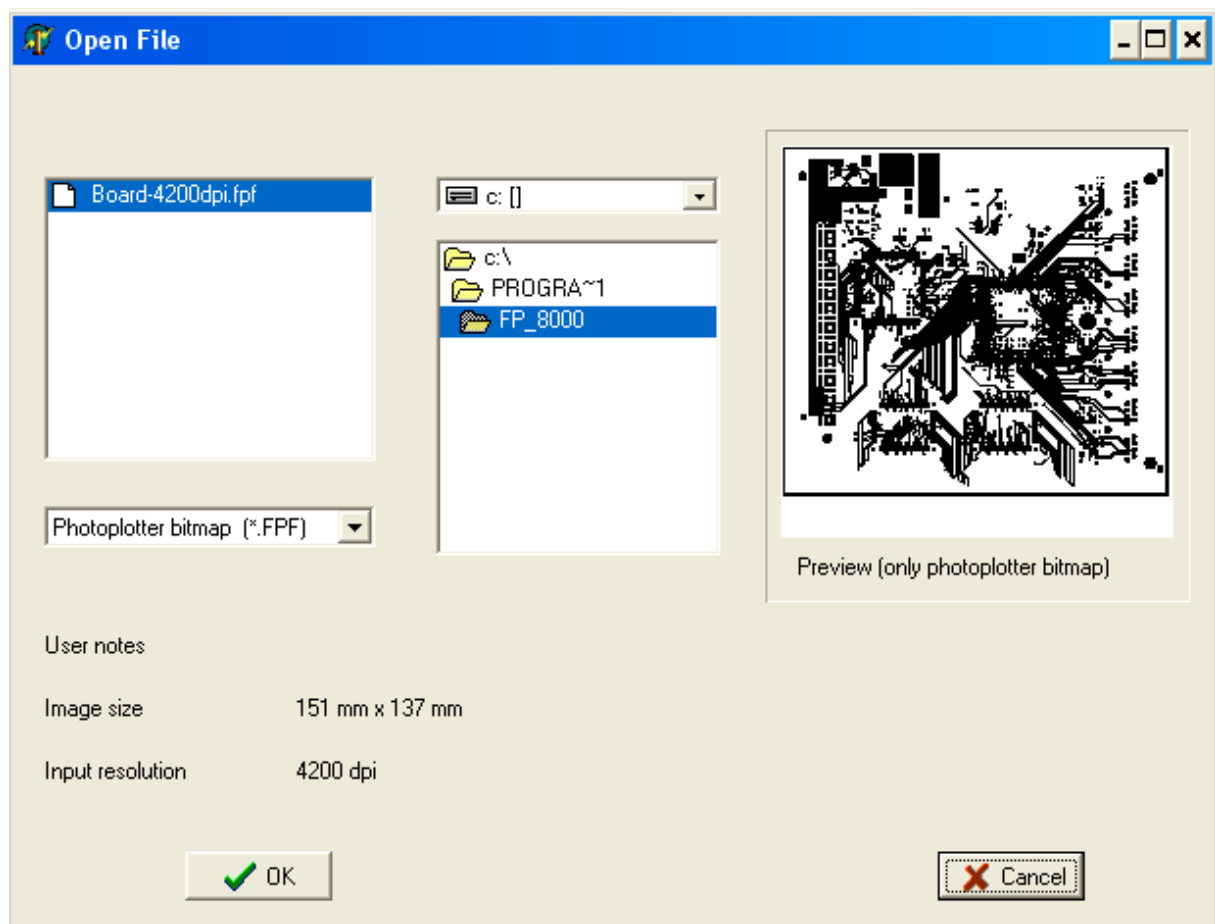 Open File
Board-4200dpi.fpf
c: []
c:\
PROGRA~1
FP_8000
Photoplotter bitmap (*.FPF)
Preview (only photoplotter bitmap)
User notes
Image size 151 mm x 137 mm
Input resolution 4200 dpi
OK
Cancel